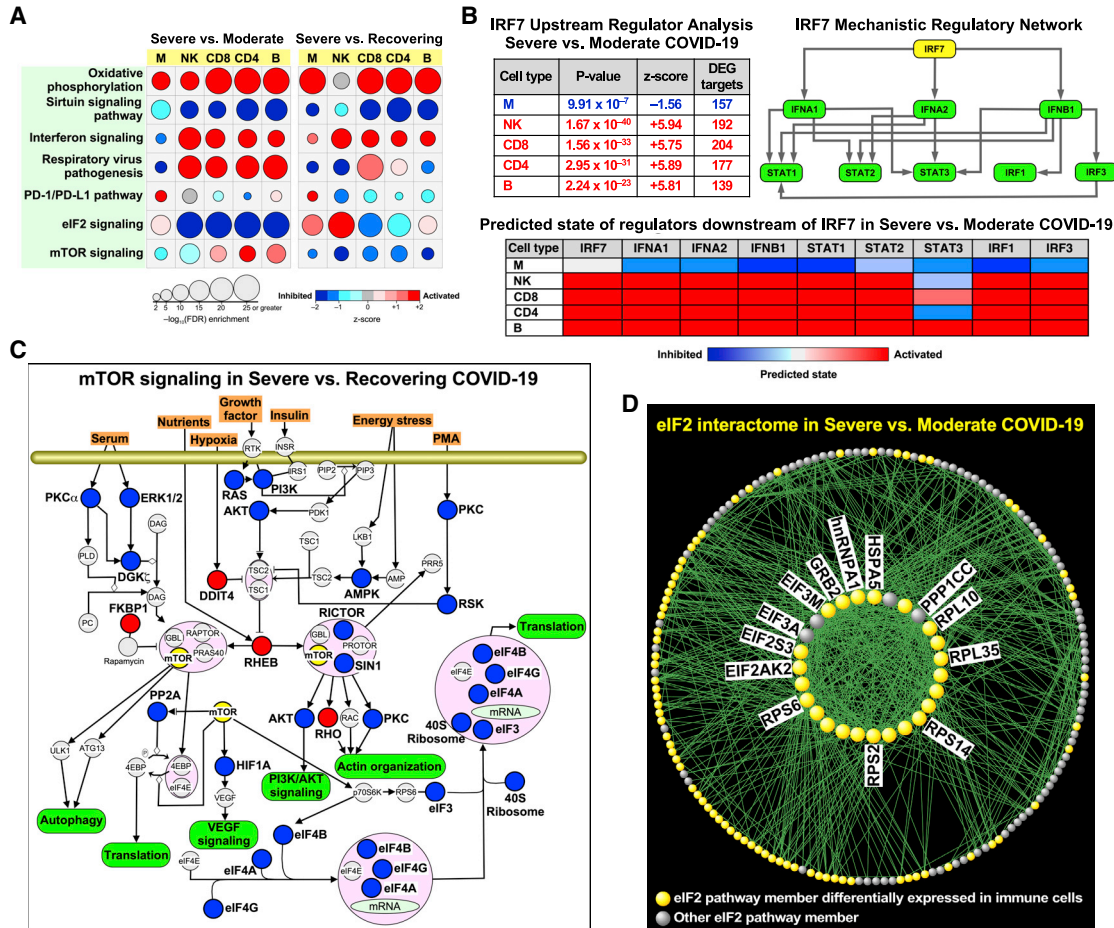 A
Severe vs. Moderate
Severe vs. Recovering
M NK CD8 CD4 B
M NK CD8 CD4 B
Oxidative
phosphorylation
Sirtuin signaling
pathway
Interferon signaling
Respiratory virus
pathogenesis
PD-1/PD-L1 pathway
eIF2 signaling
mTOR signaling
2 5 10 15 20 25 or greater
–log10(FDR) enrichment
Inhibited
Activated
–2 –1 0 +1 +2
z-score
B
IRF7 Upstream Regulator Analysis
Severe vs. Moderate COVID-19
Cell type P-value z-score DEG targets
M 9.91 x 10–7 –1.56 157
NK 1.67 x 10–40 +5.94 192
CD8 1.56 x 10–33 +5.75 204
CD4 2.95 x 10–31 +5.89 177
B 2.24 x 10–23 +5.81 139
IRF7 Mechanistic Regulatory Network
IRF7
IFNA1 IFNA2 IFNB1
STAT1 STAT2 STAT3 IRF1 IRF3
Predicted state of regulators downstream of IRF7 in Severe vs. Moderate COVID-19
Cell type IRF7 IFNA1 IFNA2 IFNB1 STAT1 STAT2 STAT3 IRF1 IRF3
M
NK
CD8
CD4
B
Inhibited
Activated
Predicted state
C
mTOR signaling in Severe vs. Recovering COVID-19
Serum
Nutrients
Hypoxia
Growth
factor
Insulin
Energy stress
PMA
RTK
INSR
IRS1
PIP2
PIP3
RAS
PI3K
PKCα
ERK1/2
AKT
PDK1
PKC
DAG
PLD
DGKζ
LKB1
TSC1
TSC2
TSC1
TSC2
AMPK
AMP
PRR5
DDIT4
RSK
PC
DAG
FKBP1
Rapamycin
IGBL
RAPTOR
mTOR
PRAS40
RHEB
RICTOR
IGBL
PROTOR
mTOR
SIN1
Translation
eIF4B
eIF4E
eIF4G
eIF4A
mRNA
40S
Ribosome
eIF3
PP2A
mTOR
AKT
RHO
RAC
PKC
ULK1
ATG13
4EBP
P
4EBP
eIF4E
HIF1A
VEGF
Actin organization
PI3K/AKT
signaling
p70S6K
RPS6
eIF3
40S
Ribosome
Autophagy
Translation
VEGF
signaling
eIF4B
eIF4E
eIF4A
eIF4G
eIF4B
eIF4E
eIF4G
eIF4A
mRNA
D
eIF2 interactome in Severe vs. Moderate COVID-19
hnRNPA1
HSPA5
GRB2
PPP1CC
EIF3M
RPL10
EIF3A
EIF2S3
RPL35
EIF2AK2
RPS6
RPS14
RPS2
eIF2 pathway member differentially expressed in immune cells
Other eIF2 pathway member